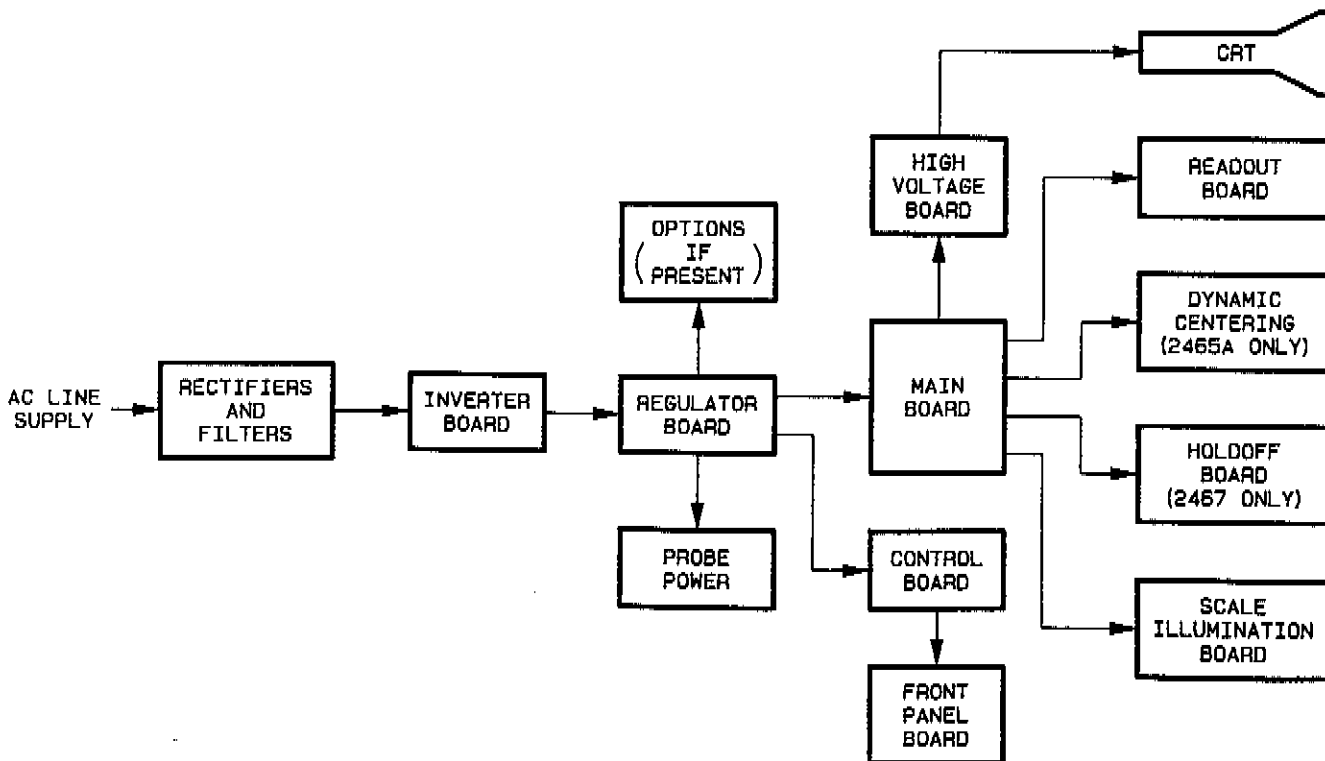 CRT
HIGH
VOLTAGE
BOARD
READOUT
BOARD
OPTIONS
( IF )
PRESENT
DYNAMIC
CENTERING
(2465A ONLY)
AC LINE
SUPPLY
RECTIFIERS
AND
FILTERS
INVERTER
BOARD
REGULATOR
BOARD
MAIN
BOARD
HOLDOFF
BOARD
(2467 ONLY)
PROBE
POWER
CONTROL
BOARD
SCALE
ILLUMINATION
BOARD
FRONT
PANEL
BOARD